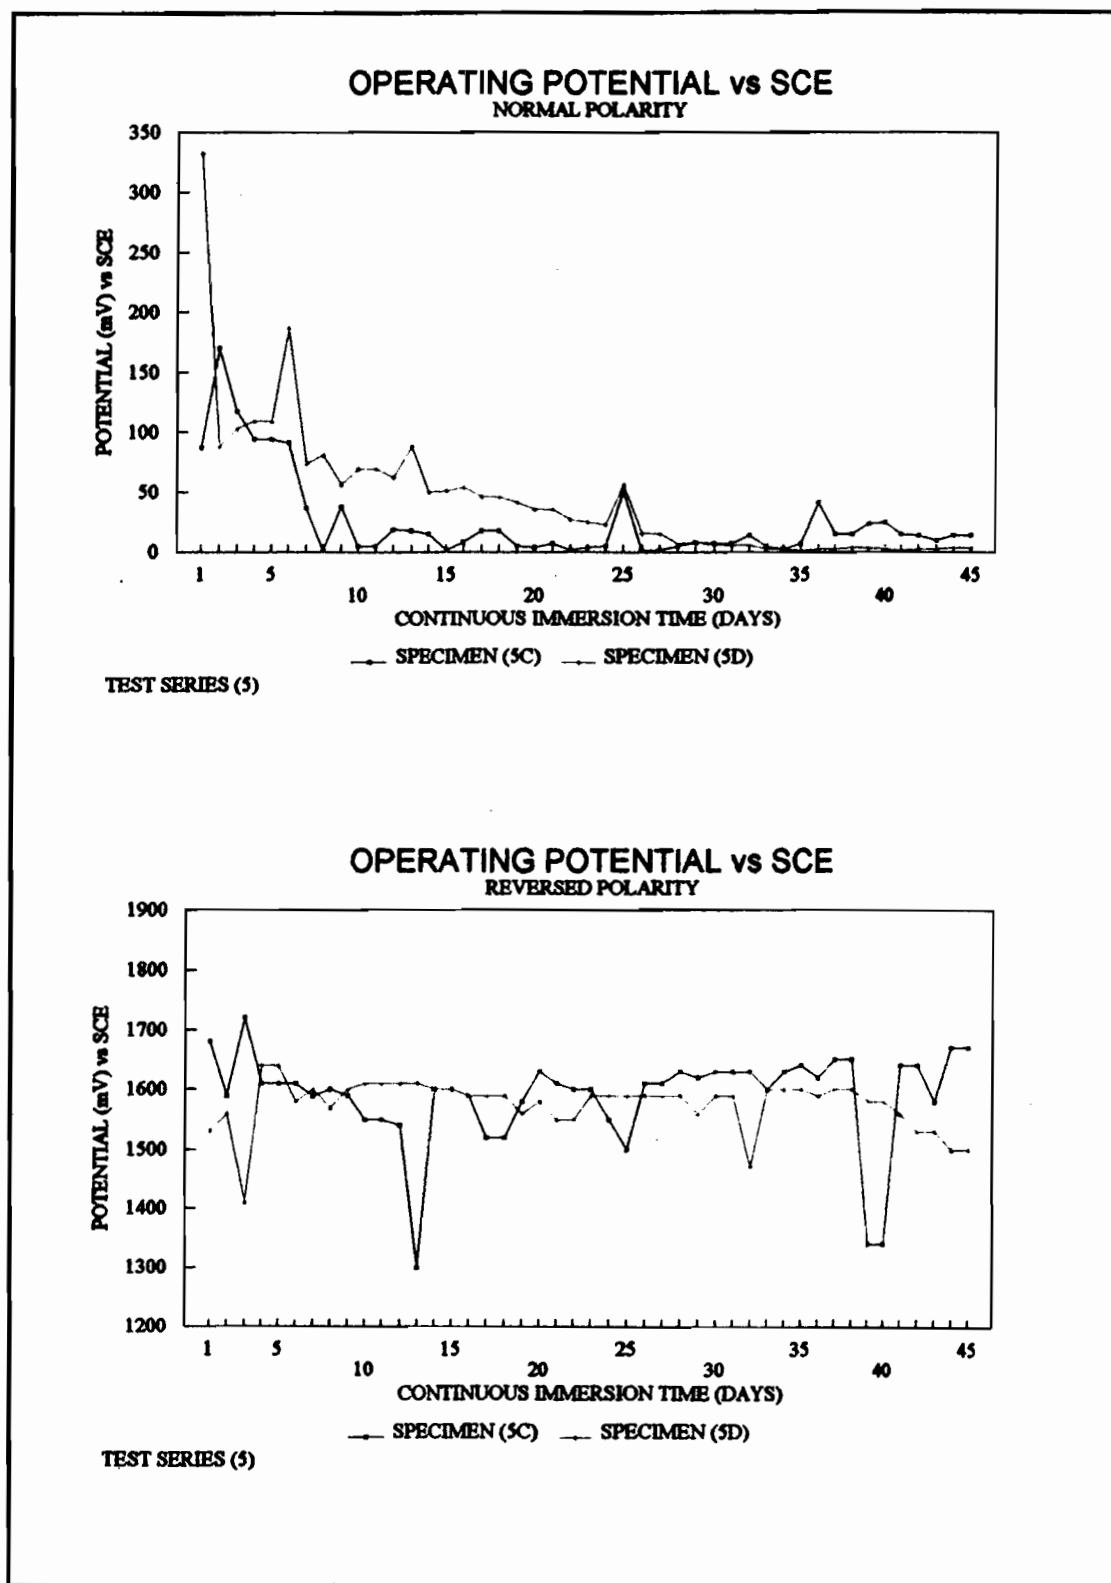 OPERATING POTENTIAL vs SCE
NORMAL POLARITY
POTENTIAL (mV) vs SCE
350
300
250
200
150
100
50
0
1 5 10 15 20 25 30 35 40 45
CONTINUOUS IMMERSION TIME (DAYS)
SPECIMEN (5C) SPECIMEN (5D)
TEST SERIES (5)
OPERATING POTENTIAL vs SCE
REVERSED POLARITY
POTENTIAL (mV) vs SCE
1900
1800
1700
1600
1500
1400
1300
1200
1 5 10 15 20 25 30 35 40 45
CONTINUOUS IMMERSION TIME (DAYS)
SPECIMEN (5C) SPECIMEN (5D)
TEST SERIES (5)